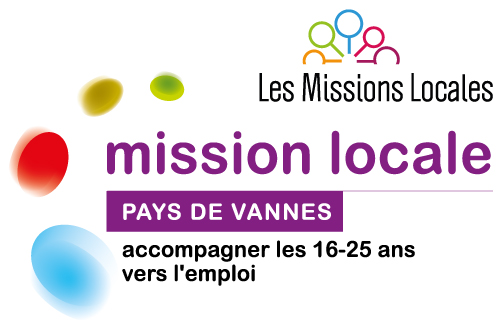 Les Missions Locales
mission locale
PAYS DE VANNES
accompagner les 16-25 ans
vers l'emploi